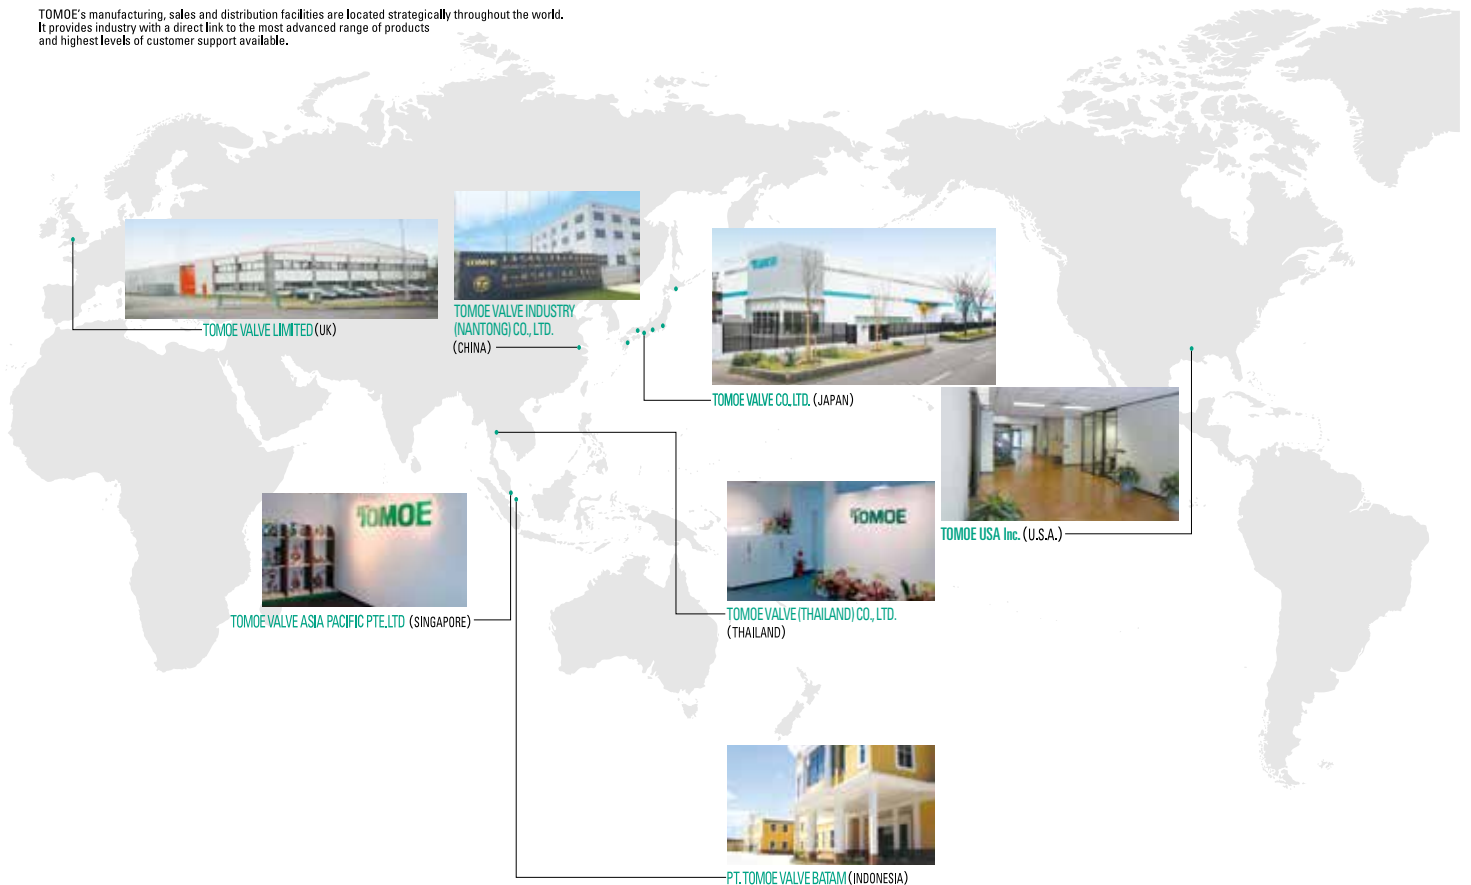 TOMOE's manufacturing, sales and distribution facilities are located strategically throughout the world.
It provides industry with a direct link to the most advanced range of products
and highest levels of customer support available.
TOMOE VALVE LIMITED (UK)
TOMOE
TOMOE VALVE INDUSTRY
(NANTONG) CO., LTD.
(CHINA)
TOMOE
TOMOE VALVE CO.,LTD. (JAPAN)
TOMOE USA Inc. (U.S.A.)
TOMOE
TOMOE VALVE ASIA PACIFIC PTE.LTD (SINGAPORE)
TOMOE
TOMOE VALVE (THAILAND) CO., LTD.
(THAILAND)
PT. TOMOE VALVE BATAM (INDONESIA)